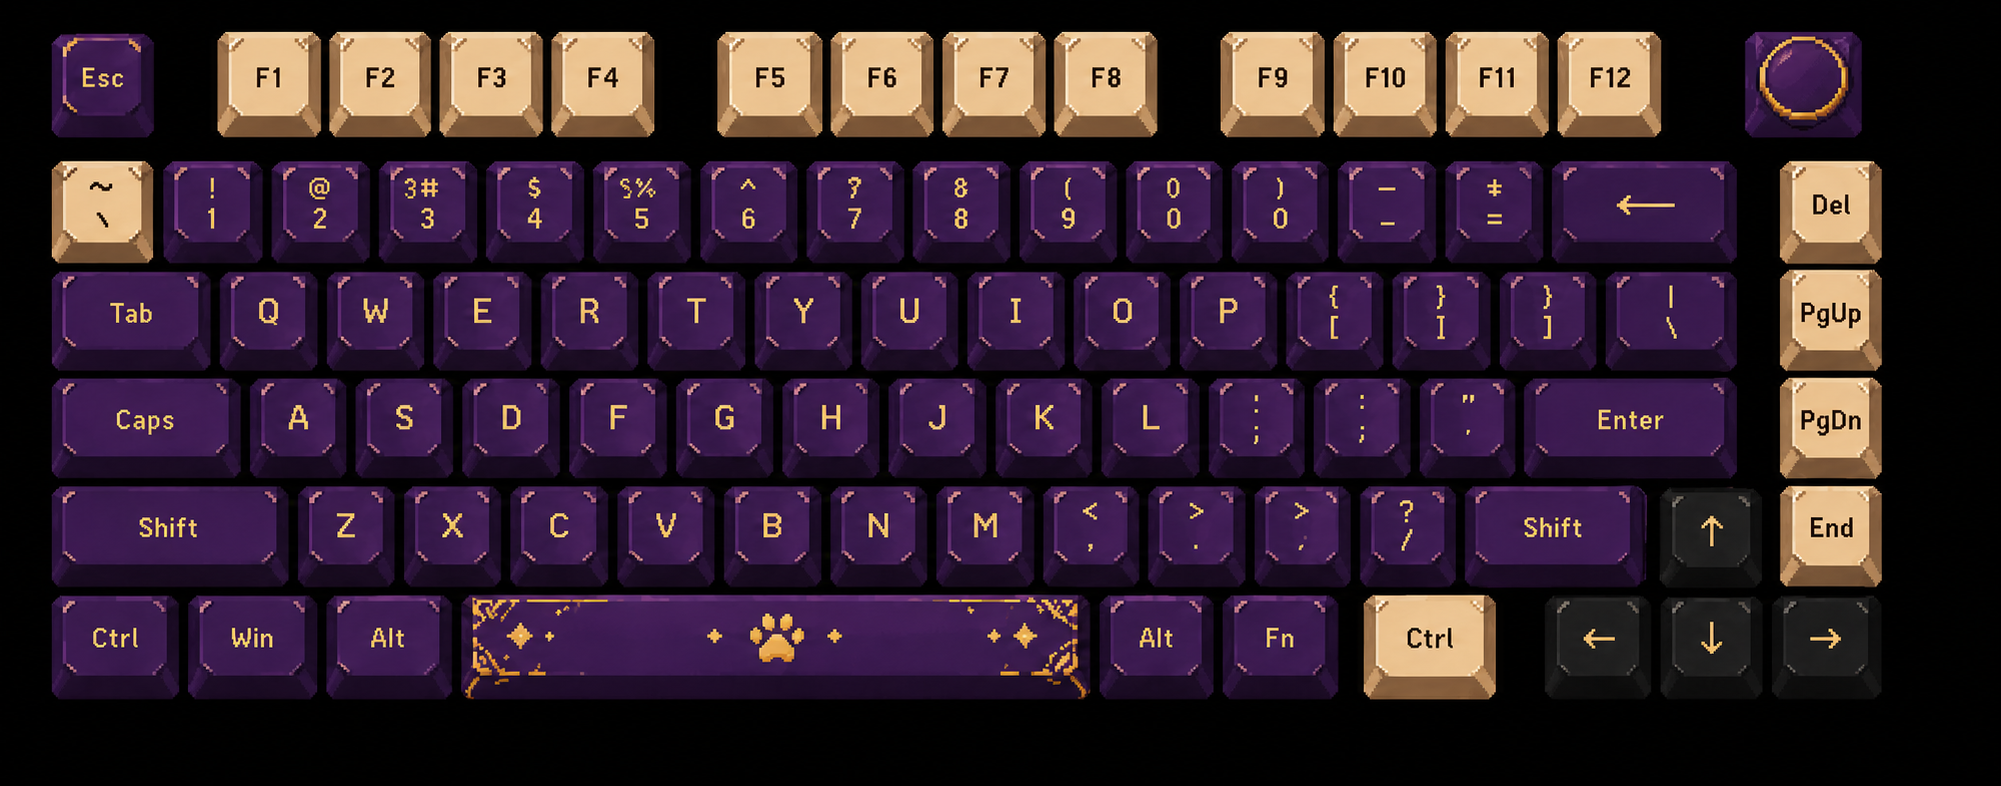 Esc F1 F2 F3 F4 F5 F6 F7 F8 F9 F10 F11 F12
~ ! @ 3# $ §% ^ ? 8 ( 0 ) — ‡
\ 1 2 3 4 5 6 7 8 9 0 0 – = ← Del
Tab Q W E R T Y U I O P { } } | PgUp
[ ] ] \
Caps A S D F G H J K L : : " Enter PgDn
; ; ,
Shift Z X C V B N M < > > ? Shift ↑ End
, . , /
Ctrl Win Alt Alt Fn Ctrl ← ↓ →